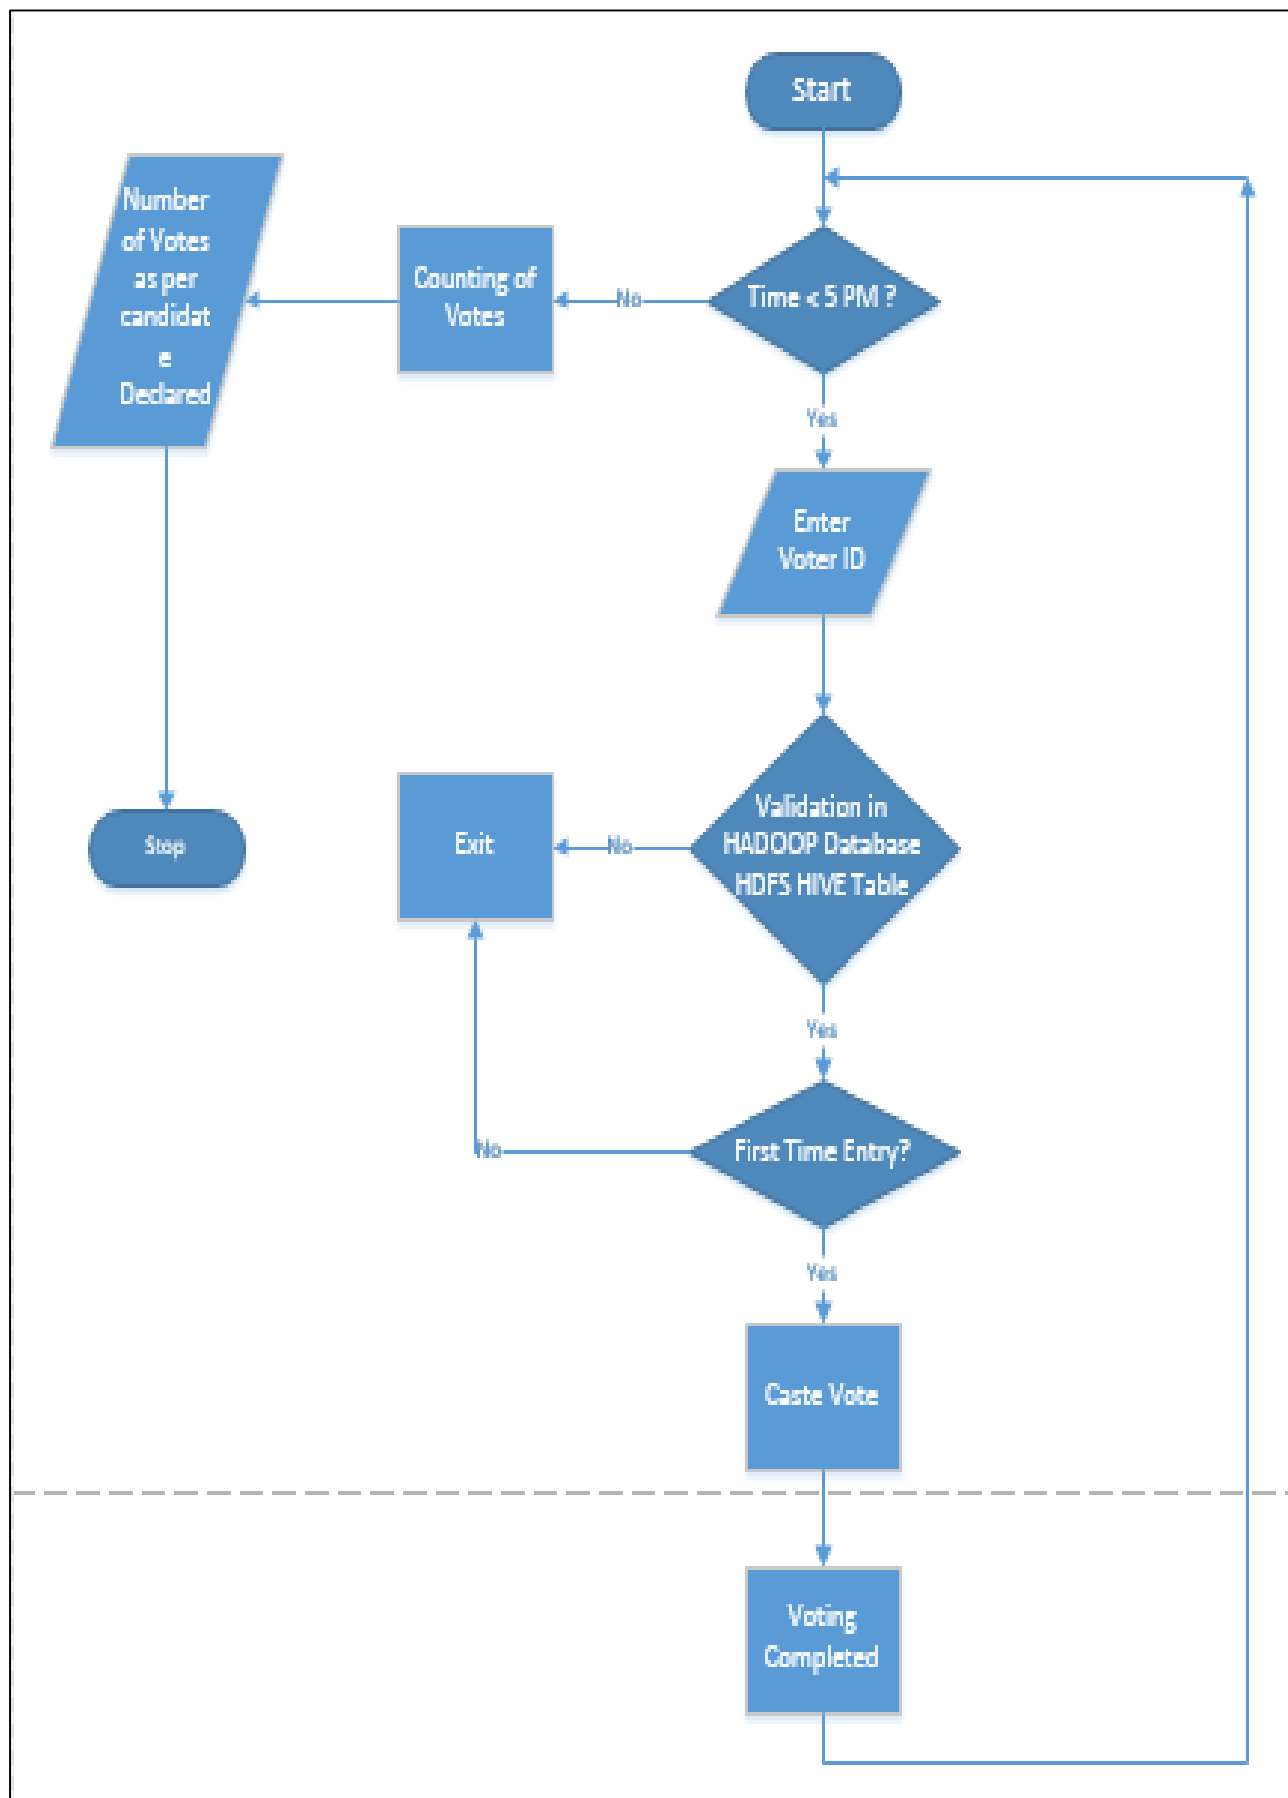 Start
Time < 5 PM ?
No
Counting of
Votes
Number
of Votes
as per
candidat
e
Declared
Stop
Yes
Enter
Voter ID
Validation in
HADOOP Database
HDFS HIVE Table
No
Exit
Yes
First Time Entry?
No
Yes
Caste Vote
Voting
Completed